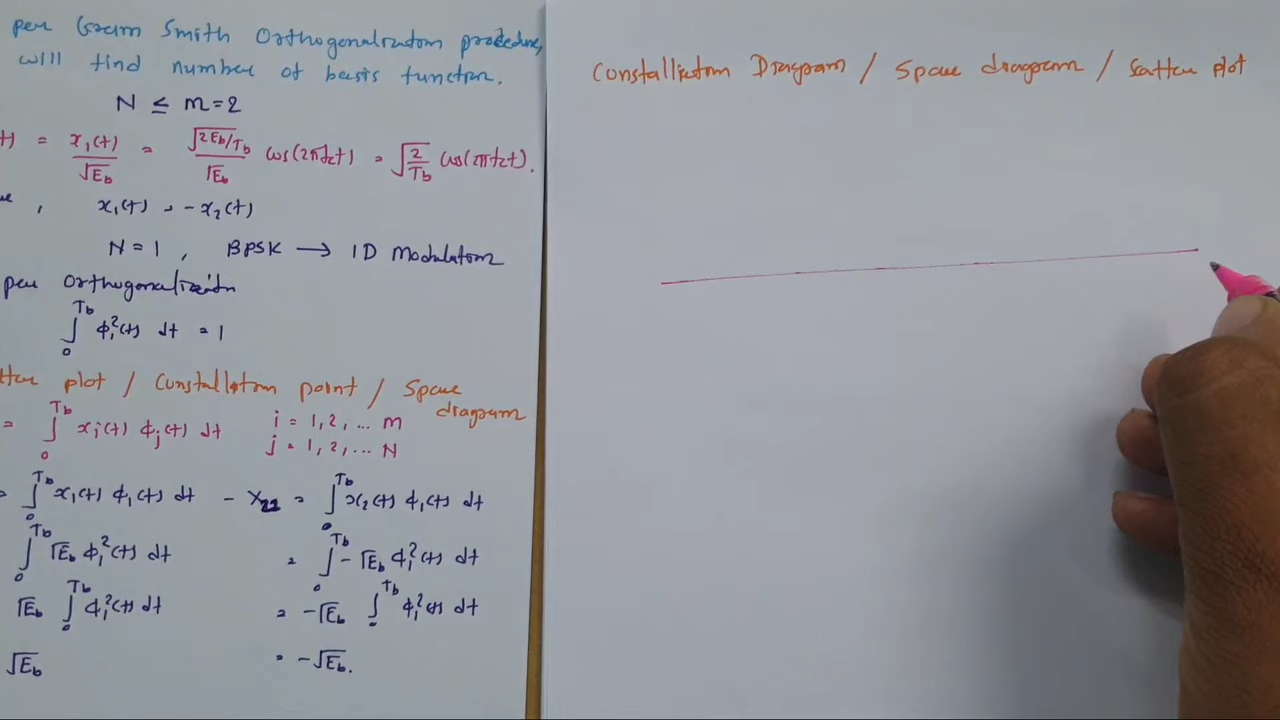 per Gram Smith Orthogonalization procedure,
will find number of basis function.
N ≤ m = 2
t) = x₁(t)/√Eb = √2Eb/Tb/√Eb cos(2πfct) = √2/Tb cos(2πfct).
, x₁(t) = -x₂(t)
N = 1 , BPSK → 1D Modulation
per Orthogonalization
∫₀^Tb ϕ₁²(t) dt = 1
tter plot / Constallation point / Space diagram
= ∫₀^Tb xᵢ(t) ϕⱼ(t) dt i = 1, 2, ... M
j = 1, 2, ... N
= ∫₀^Tb x₁(t) ϕ₁(t) dt - X₂₁ = ∫₀^Tb x₂(t) ϕ₁(t) dt
∫₀^Tb √Eb ϕ₁²(t) dt = ∫₀^Tb -√Eb ϕ₁²(t) dt
√Eb ∫₀^Tb ϕ₁²(t) dt = -√Eb ∫₀^Tb ϕ₁²(t) dt
√Eb = -√Eb.
Constallation Diagram / Space diagram / Scatter plot